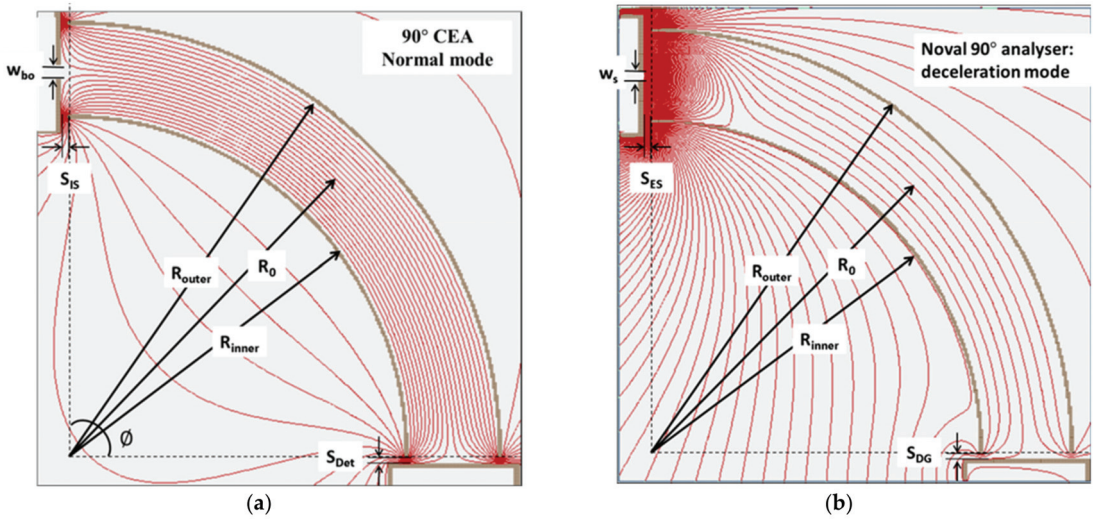 90° CEA
Normal mode
w_bo
S_IS
R_outer
R_0
R_inner
Ø
S_Det
(a)
Noval 90° analyser:
deceleration mode
w_s
S_ES
R_outer
R_0
R_inner
S_DG
(b)